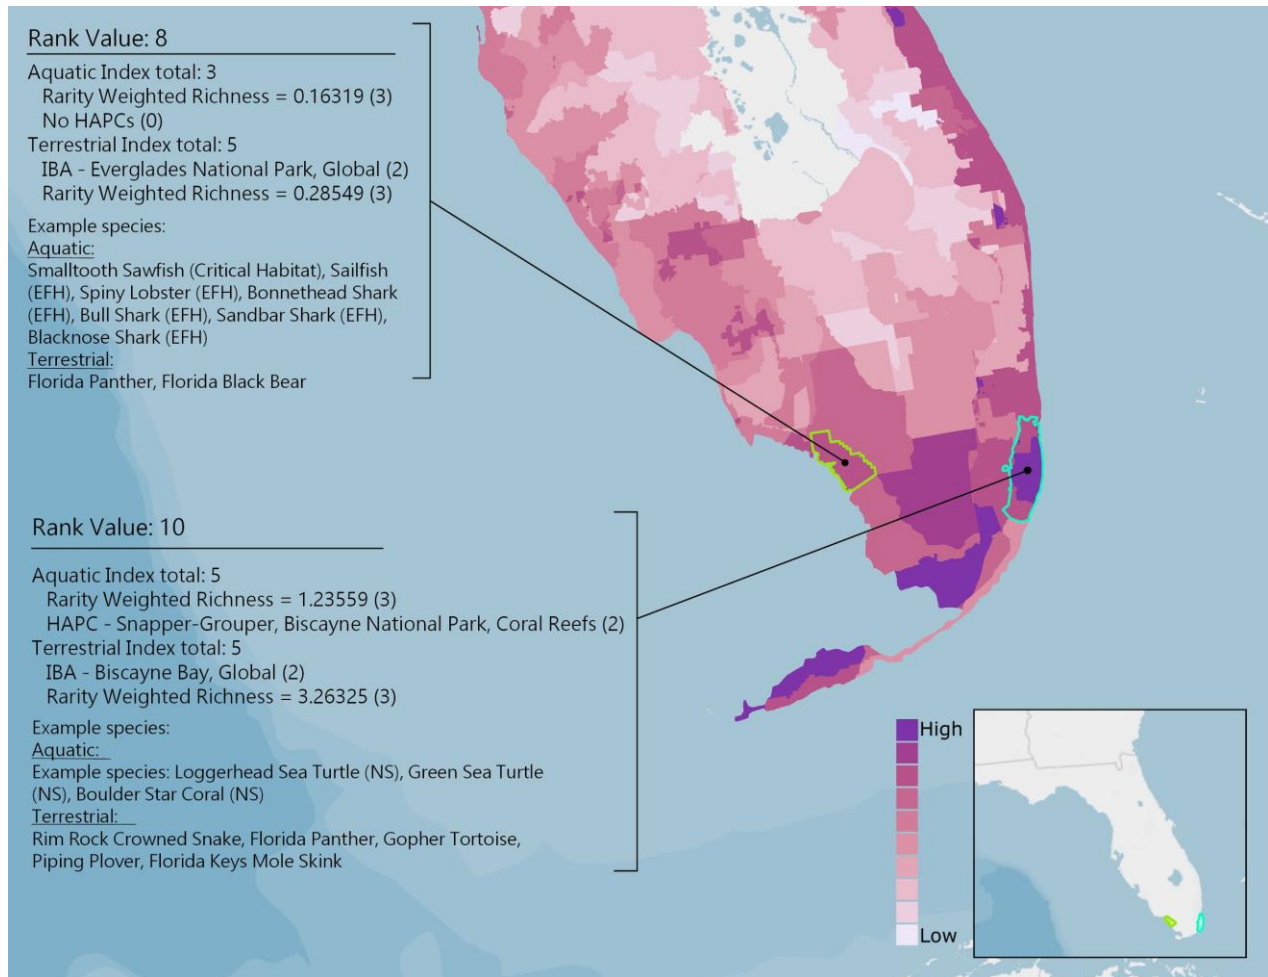 Rank Value: 8
Aquatic Index total: 3
Rarity Weighted Richness = 0.16319 (3)
No HAPCs (0)
Terrestrial Index total: 5
IBA - Everglades National Park, Global (2)
Rarity Weighted Richness = 0.28549 (3)
Example species:
Aquatic:
Smalltooth Sawfish (Critical Habitat), Sailfish
(EFH), Spiny Lobster (EFH), Bonnethead Shark
(EFH), Bull Shark (EFH), Sandbar Shark (EFH),
Blacknose Shark (EFH)
Terrestrial:
Florida Panther, Florida Black Bear
Rank Value: 10
Aquatic Index total: 5
Rarity Weighted Richness = 1.23559 (3)
HAPC - Snapper-Grouper, Biscayne National Park, Coral Reefs (2)
Terrestrial Index total: 5
IBA - Biscayne Bay, Global (2)
Rarity Weighted Richness = 3.26325 (3)
Example species:
Aquatic:
Example species: Loggerhead Sea Turtle (NS), Green Sea Turtle
(NS), Boulder Star Coral (NS)
Terrestrial:
Rim Rock Crowned Snake, Florida Panther, Gopher Tortoise,
Piping Plover, Florida Keys Mole Skink
High
Low